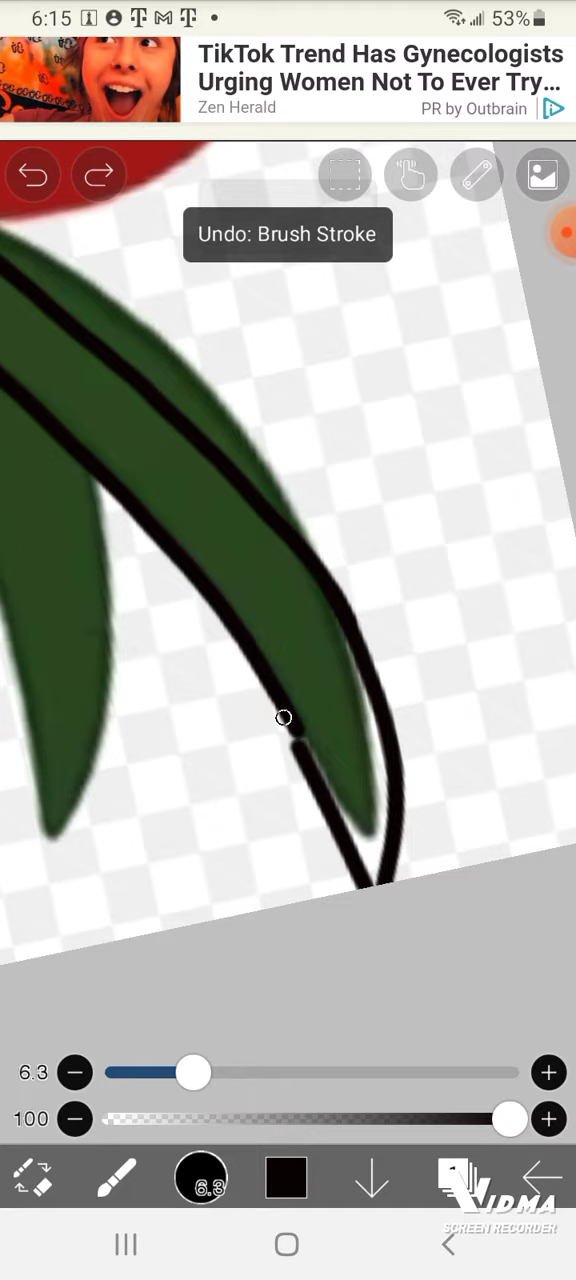 6:15
53%
TikTok Trend Has Gynecologists
Urging Women Not To Ever Try...
Zen Herald
PR by Outbrain
Undo: Brush Stroke
6.3
100
6.3
1
VIDMA
SCREEN RECORDER